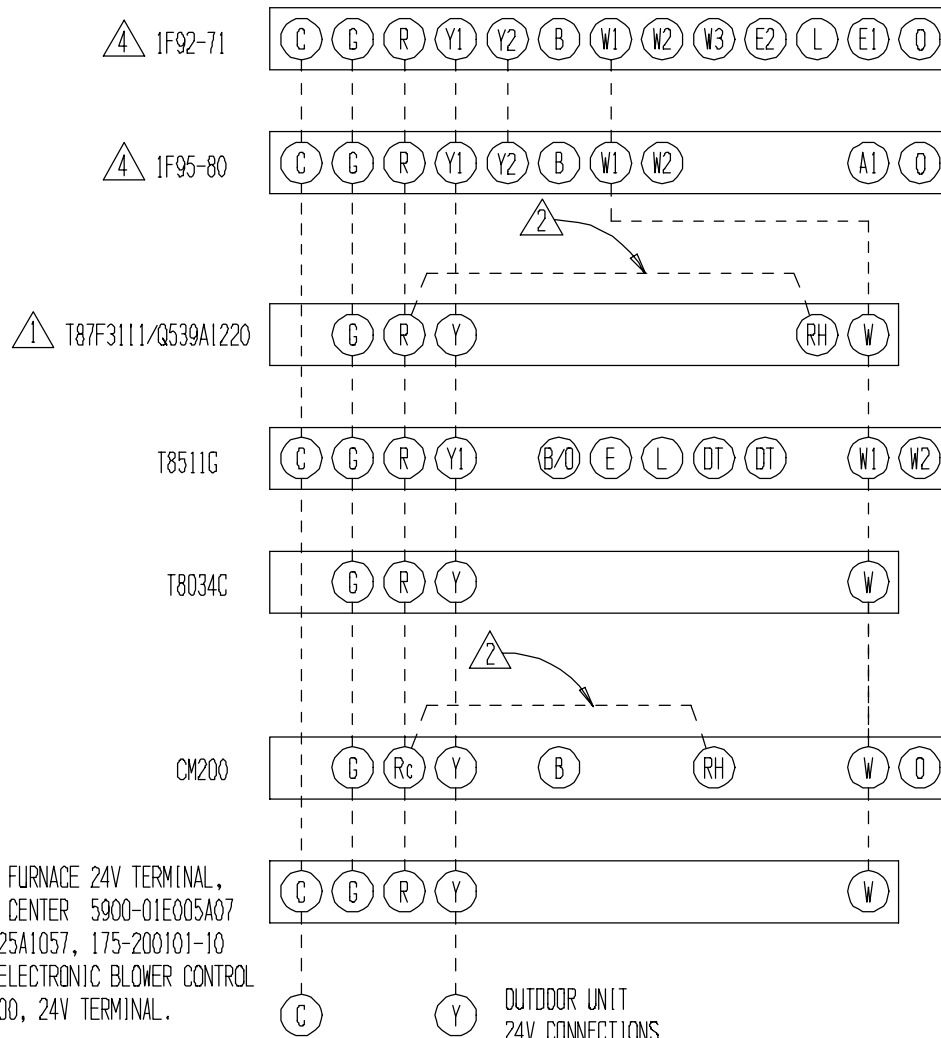 4 1F92-71 C G R Y1 Y2 B W1 W2 W3 E2 L E1 O
4 1F95-80 C G R Y1 Y2 B W1 W2 A1 O
2
1 T87F3111/Q539A1220 G R Y RH W
T8511G C G R Y1 B/O E L DT DT W1 W2
T8034C G R Y W
2
CM200 G Rc Y B RH W O
FURNACE 24V TERMINAL,
CENTER 5900-01E005A07
25A1057, 175-200101-10
ELECTRONIC BLOWER CONTROL
00, 24V TERMINAL.
C G R Y W
C Y OUTDOOR UNIT
24V CONNECTIONS